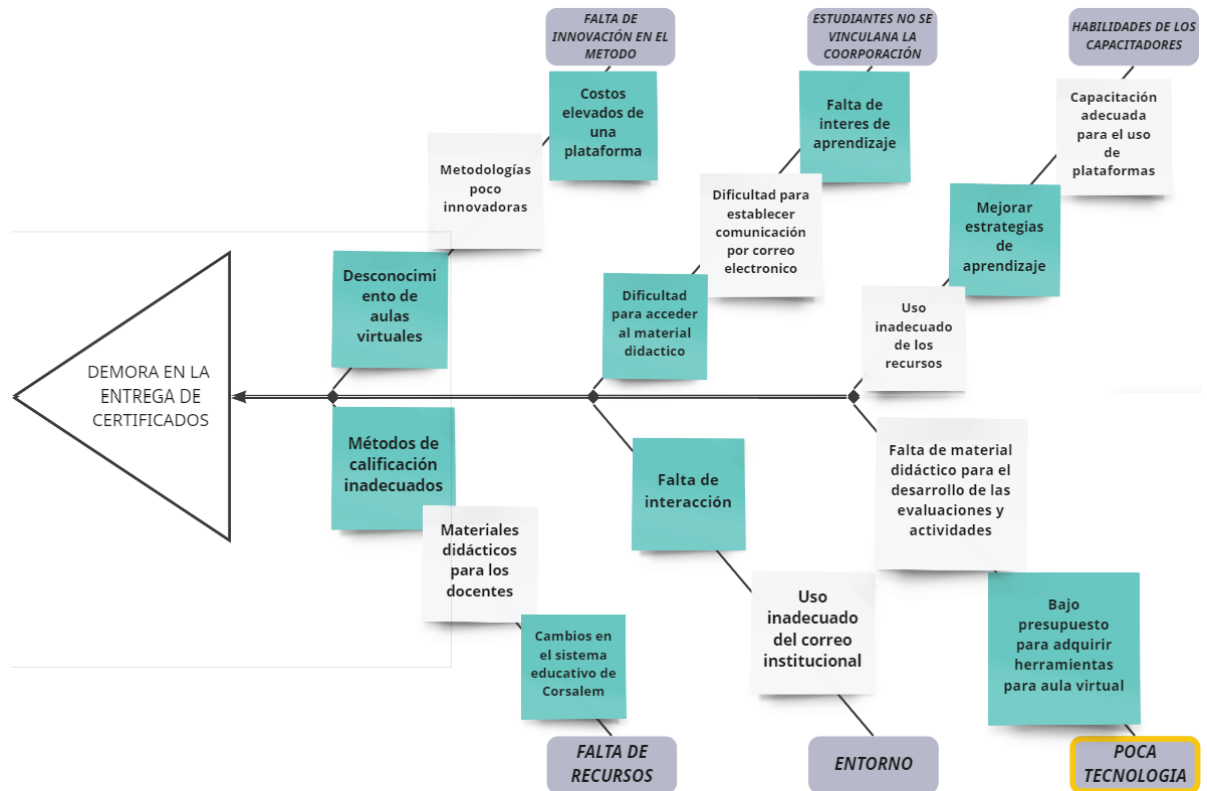 FALTA DE
INNOVACIÓN EN EL
METODO
ESTUDIANTES NO SE
VINCULANA LA
COORPORACIÓN
HABILIDADES DE LOS
CAPACITADORES
Costos
elevados de
una
plataforma
Metodologías
poco
innovadoras
Desconocimi
ento de
aulas
virtuales
Falta de
interes de
aprendizaje
Dificultad para
establecer
comunicación
por correo
electronico
Dificultad
para acceder
al material
didactico
Capacitación
adecuada
para el uso
de
plataformas
Mejorar
estrategias
de
aprendizaje
Uso
inadecuado
de los
recursos
DEMORA EN LA
ENTREGA DE
CERTIFICADOS
Métodos de
calificación
inadecuados
Materiales
didácticos
para los
docentes
Cambios en
el sistema
educativo de
Corsalem
Falta de
interacción
Uso
inadecuado
del correo
institucional
Falta de material
didáctico para el
desarrollo de las
evaluaciones y
actividades
Bajo
presupuesto
para adquirir
herramientas
para aula virtual
FALTA DE
RECURSOS
ENTORNO
POCA
TECNOLOGIA